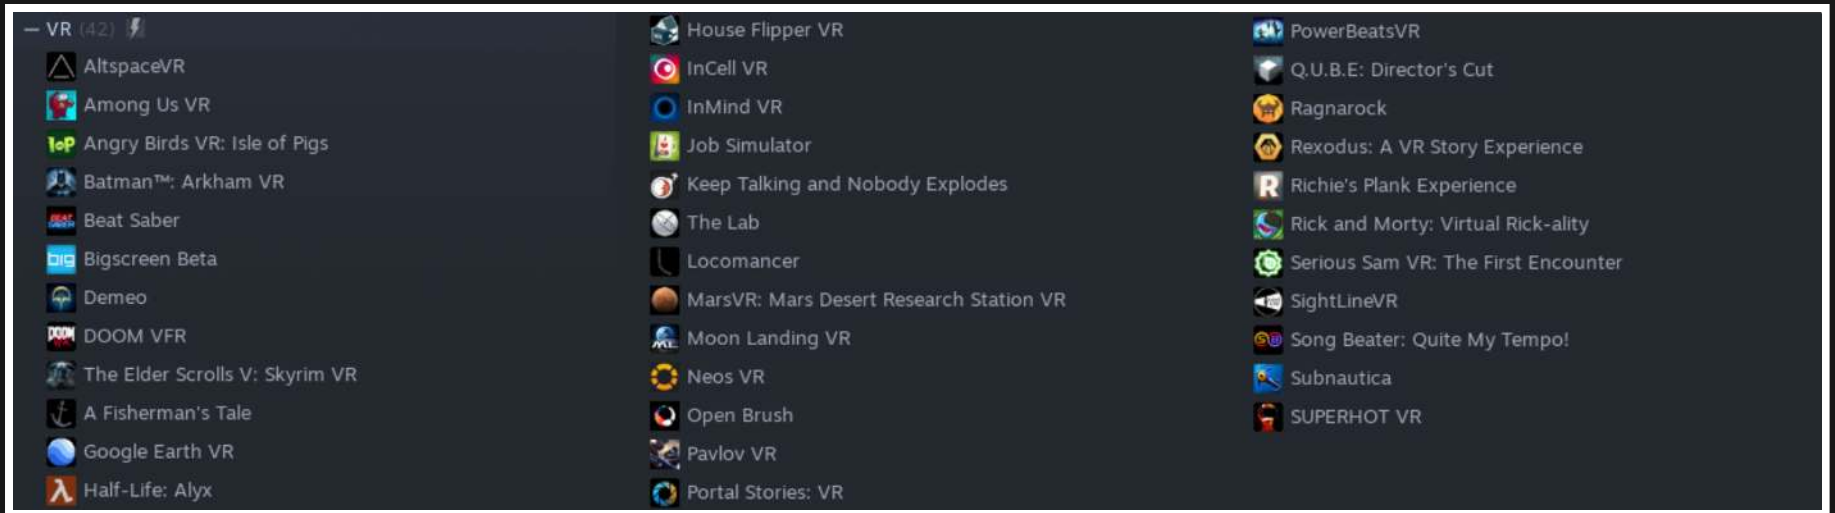 VR (42)
AltspaceVR
Among Us VR
Angry Birds VR: Isle of Pigs
Batman™: Arkham VR
Beat Saber
Bigscreen Beta
Demeo
DOOM VFR
The Elder Scrolls V: Skyrim VR
A Fisherman's Tale
Google Earth VR
Half-Life: Alyx
House Flipper VR
InCell VR
InMind VR
Job Simulator
Keep Talking and Nobody Explodes
The Lab
Locomancer
MarsVR: Mars Desert Research Station VR
Moon Landing VR
Neos VR
Open Brush
Pavlov VR
Portal Stories: VR
PowerBeatsVR
Q.U.B.E: Director's Cut
Ragnarock
Rexodus: A VR Story Experience
Richie's Plank Experience
Rick and Morty: Virtual Rick-ality
Serious Sam VR: The First Encounter
SightLineVR
Song Beater: Quite My Tempo!
Subnautica
SUPERHOT VR